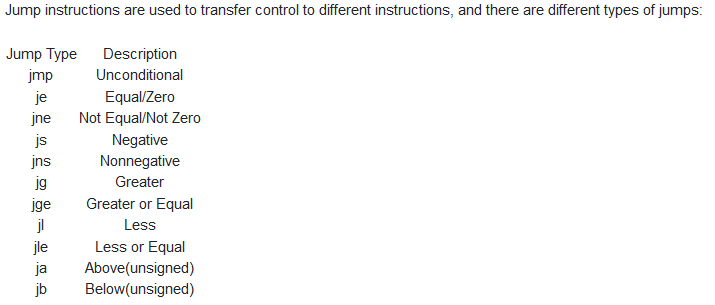 Jump instructions are used to transfer control to different instructions, and there are different types of jumps:
Jump Type Description
jmp Unconditional
je Equal/Zero
jne Not Equal/Not Zero
js Negative
jns Nonnegative
jg Greater
jge Greater or Equal
jl Less
jle Less or Equal
ja Above(unsigned)
jb Below(unsigned)